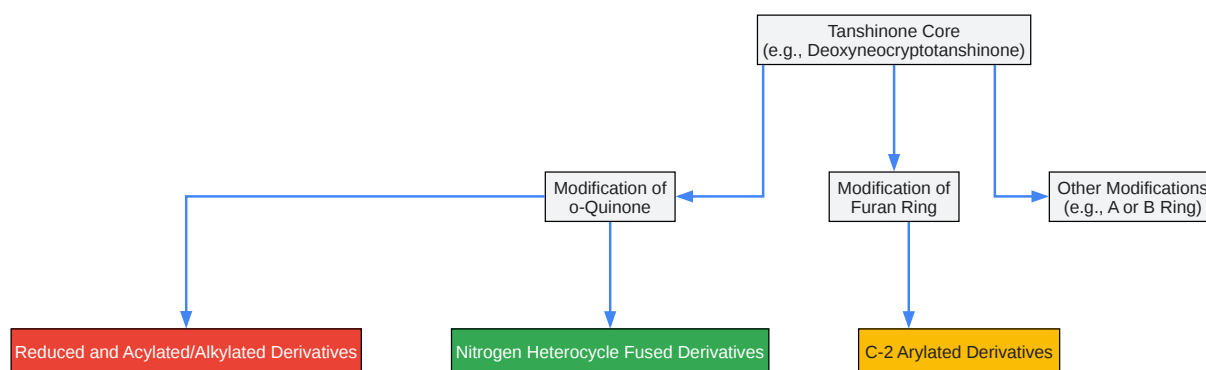 Tanshinone Core
(e.g., Deoxyneocryptotanshinone)
Modification of
o-Quinone
Modification of
Furan Ring
Other Modifications
(e.g., A or B Ring)
Reduced and Acylated/Alkylated Derivatives
Nitrogen Heterocycle Fused Derivatives
C-2 Arylated Derivatives